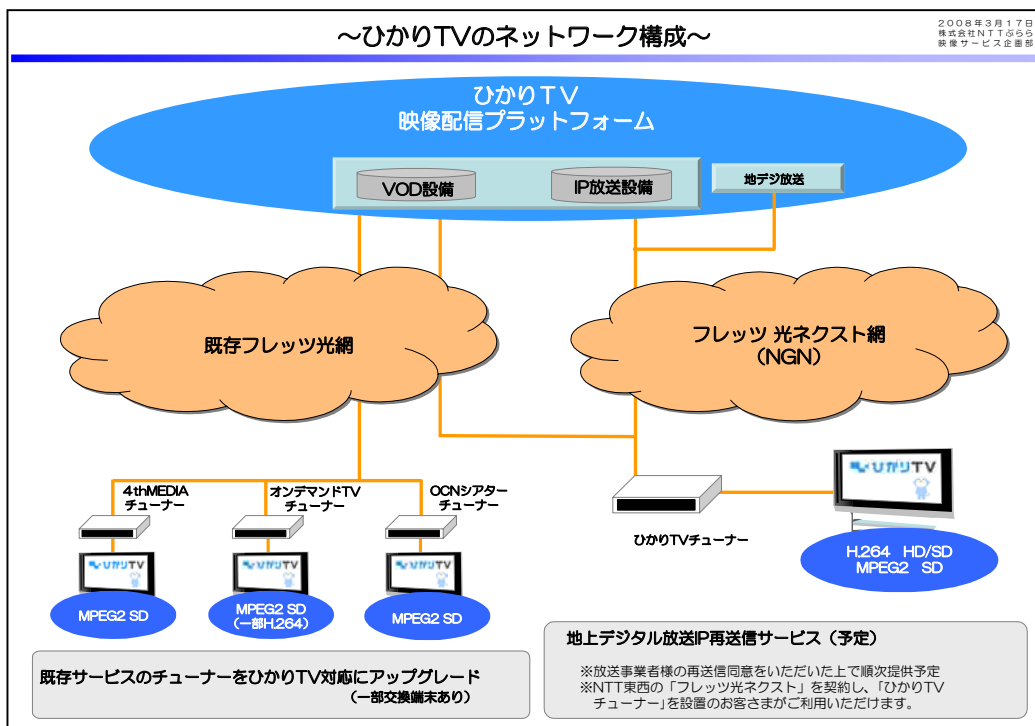 ～ひかりTVのネットワーク構成～
2008年3月17日
株式会社NTTぷらら
映像サービス企画部
ひかりTV
映像配信プラットフォーム
VOD設備
IP放送設備
地デジ放送
既存フレッツ光網
フレッツ 光ネクスト網
（NGN）
4thMEDIA
チューナー
オンデマンドTV
チューナー
OCNシアター
チューナー
ひかりTV
ひかりTV
ひかりTV
ひかりTV
ひかりTVチューナー
MPEG2 SD
MPEG2 SD
（一部H.264）
MPEG2 SD
H.264 HD/SD
MPEG2 SD
既存サービスのチューナーをひかりTV対応にアップグレード
（一部交換端末あり）
地上デジタル放送IP再送信サービス（予定）
※放送事業者様の再送信同意をいただいた上で順次提供予定
※NTT東西の「フレッツ光ネクスト」を契約し、「ひかりTV
チューナー」を設置のお客さまがご利用いただけます。